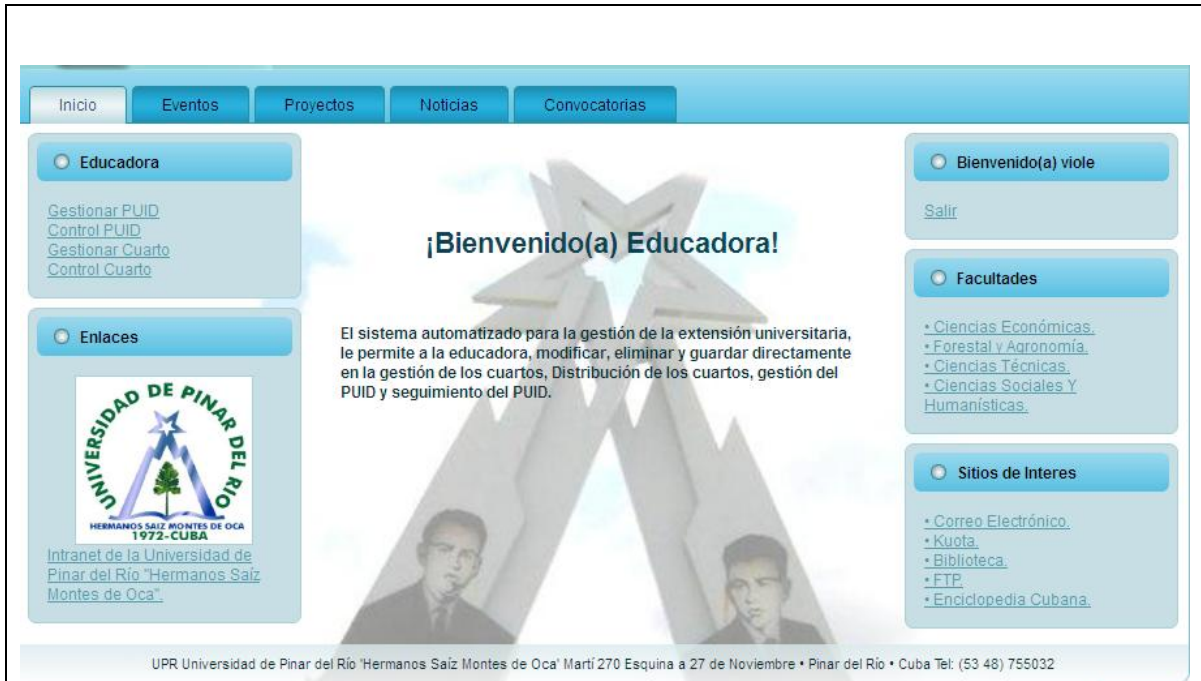 Inicio
Eventos
Proyectos
Noticias
Convocatorias
Educadora
Gestionar PUID
Control PUID
Gestionar Cuarto
Control Cuarto
Enlaces
UNIVERSIDAD DE PINAR DEL RIO
HERMANOS SAIZ MONTES DE OCA
1972-CUBA
Intranet de la Universidad de
Pinar del Río "Hermanos Saíz
Montes de Oca".
¡Bienvenido(a) Educadora!
El sistema automatizado para la gestión de la extensión universitaria,
le permite a la educadora, modificar, eliminar y guardar directamente
en la gestión de los cuartos, Distribución de los cuartos, gestión del
PUID y seguimiento del PUID.
Bienvenido(a) viole
Salir
Facultades
• Ciencias Económicas.
• Forestal y Agronomía.
• Ciencias Técnicas.
• Ciencias Sociales Y
Humanísticas.
Sitios de Interes
• Correo Electrónico.
• Kuota.
• Biblioteca.
• FTP.
• Enciclopedia Cubana.
UPR Universidad de Pinar del Río 'Hermanos Saíz Montes de Oca' Martí 270 Esquina a 27 de Noviembre • Pinar del Río • Cuba Tel: (53 48) 755032